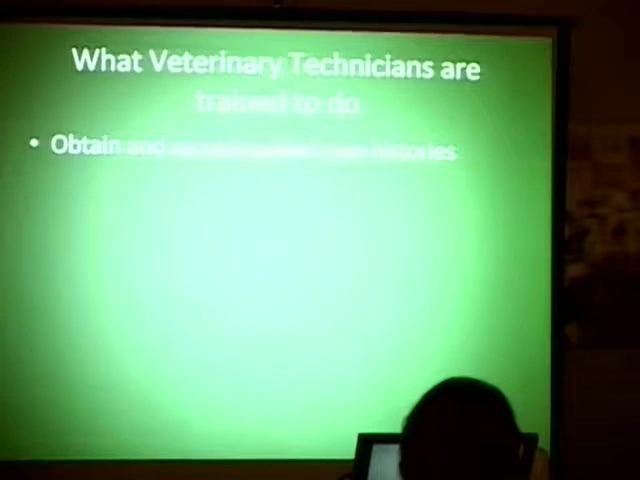 What Veterinary Technicians are
trained to do
• Obtain and histories